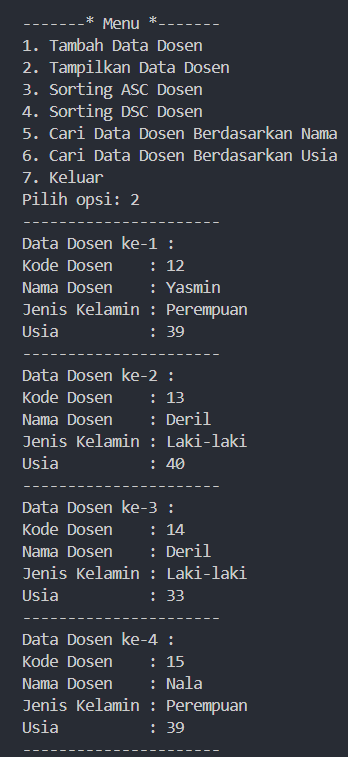 -------* Menu *-------
1. Tambah Data Dosen
2. Tampilkan Data Dosen
3. Sorting ASC Dosen
4. Sorting DSC Dosen
5. Cari Data Dosen Berdasarkan Nama
6. Cari Data Dosen Berdasarkan Usia
7. Keluar
Pilih opsi: 2
----------------------
Data Dosen ke-1 :
Kode Dosen    : 12
Nama Dosen    : Yasmin
Jenis Kelamin : Perempuan
Usia          : 39
----------------------
Data Dosen ke-2 :
Kode Dosen    : 13
Nama Dosen    : Deril
Jenis Kelamin : Laki-laki
Usia          : 40
----------------------
Data Dosen ke-3 :
Kode Dosen    : 14
Nama Dosen    : Deril
Jenis Kelamin : Laki-laki
Usia          : 33
----------------------
Data Dosen ke-4 :
Kode Dosen    : 15
Nama Dosen    : Nala
Jenis Kelamin : Perempuan
Usia          : 39
----------------------